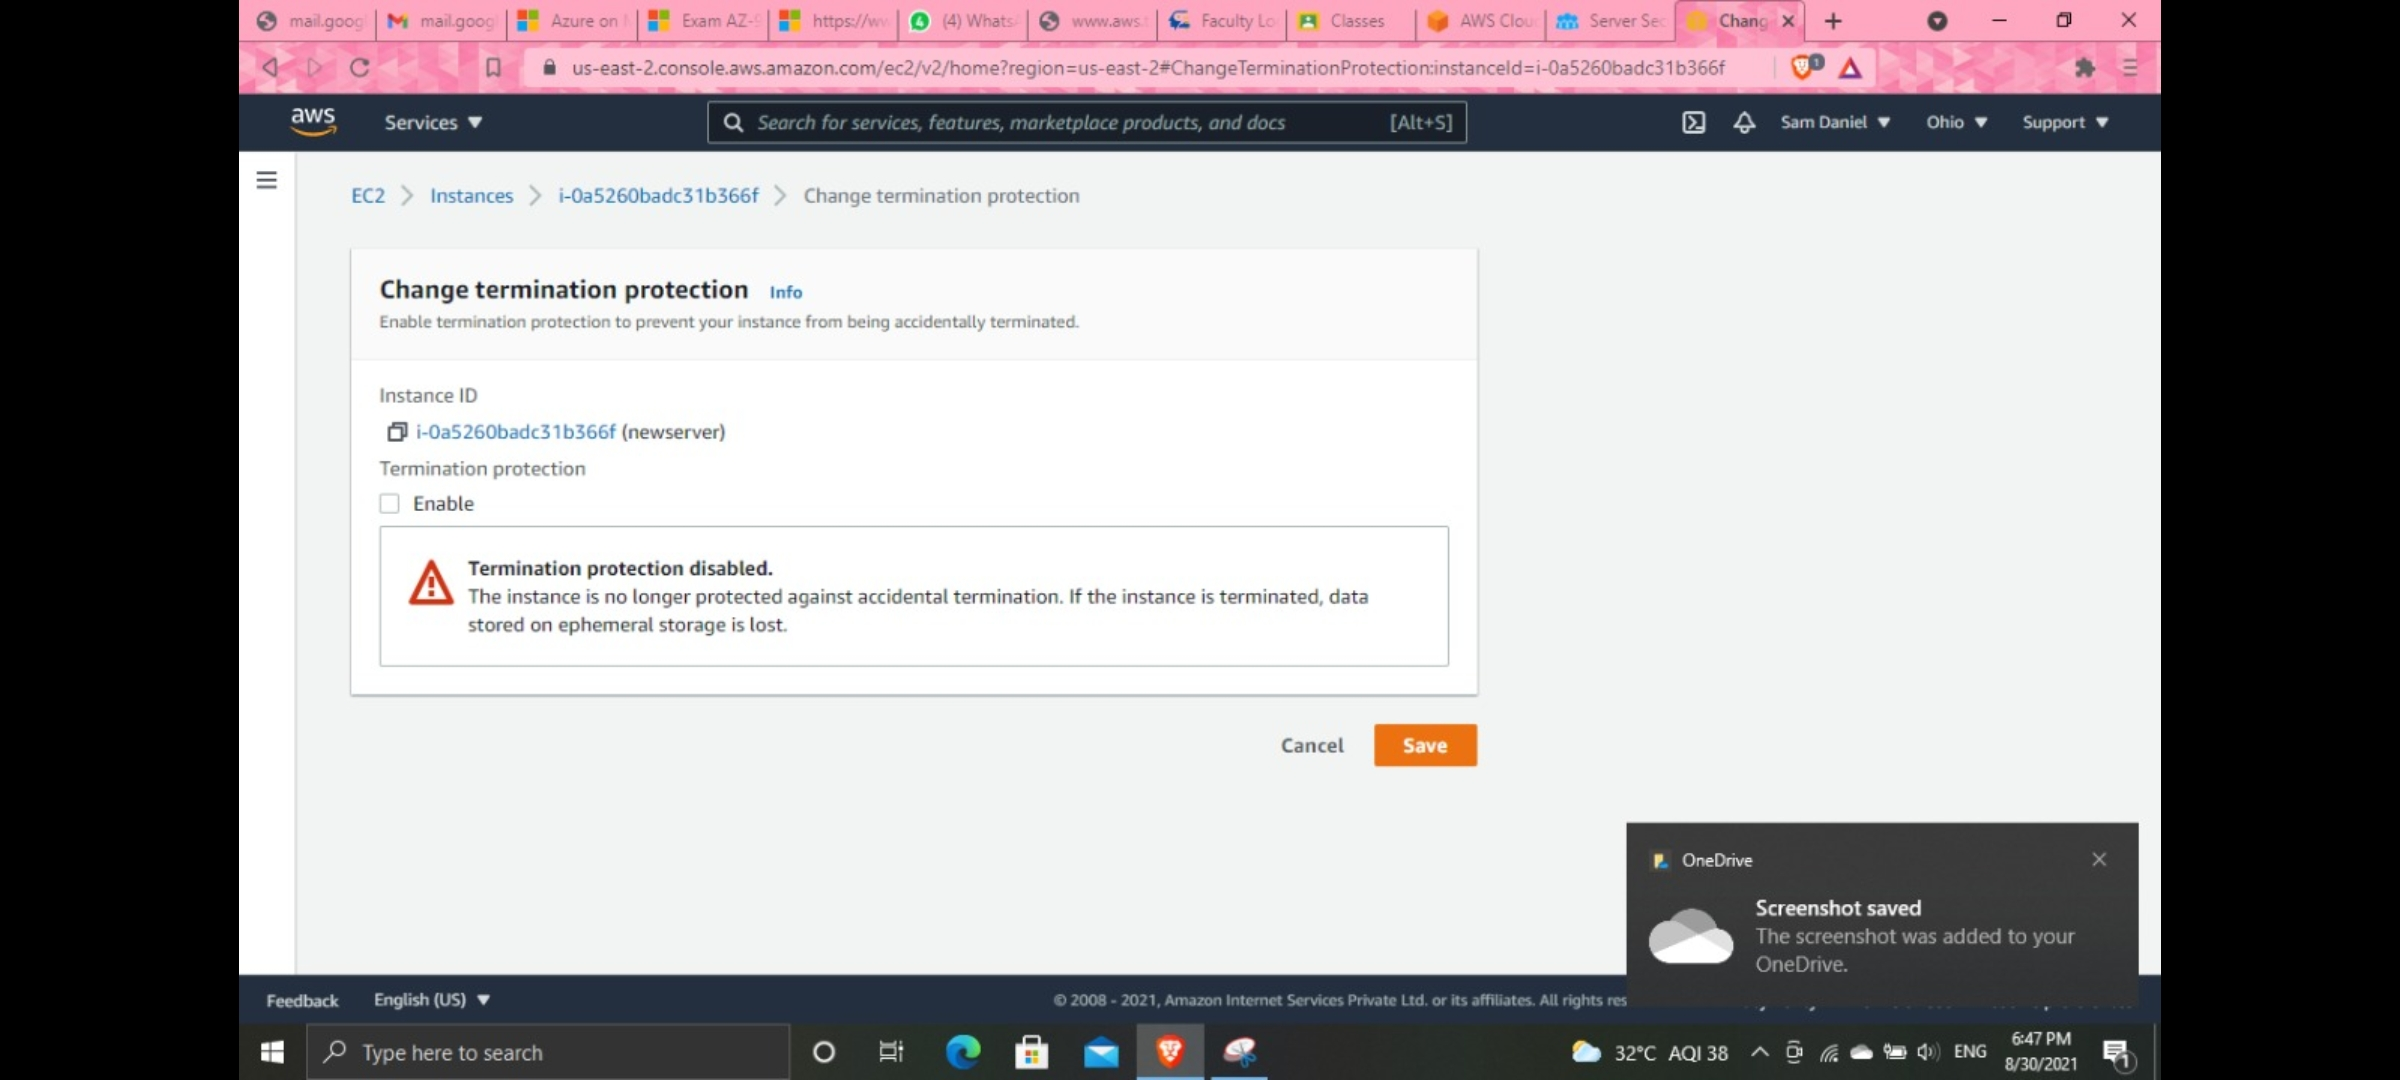 mail.goog
mail.goog
Azure on
Exam AZ-9
https://ww
(4) Whats
www.aws.
Faculty Lo
Classes
AWS Clou
Server Sec
Chang
us-east-2.console.aws.amazon.com/ec2/v2/home?region=us-east-2#ChangeTerminationProtection:instanceId=i-0a5260badc31b366f
1
aws
Services
Search for services, features, marketplace products, and docs
[Alt+S]
Sam Daniel
Ohio
Support
EC2 > Instances > i-0a5260badc31b366f > Change termination protection
Change termination protection Info
Enable termination protection to prevent your instance from being accidentally terminated.
Instance ID
i-0a5260badc31b366f (newserver)
Termination protection
Enable
Termination protection disabled.
The instance is no longer protected against accidental termination. If the instance is terminated, data
stored on ephemeral storage is lost.
Cancel
Save
OneDrive
Screenshot saved
The screenshot was added to your
OneDrive.
Feedback
English (US)
© 2008 - 2021, Amazon Internet Services Private Ltd. or its affiliates. All rights res
Type here to search
32°C AQI 38
ENG
6:47 PM
8/30/2021
1